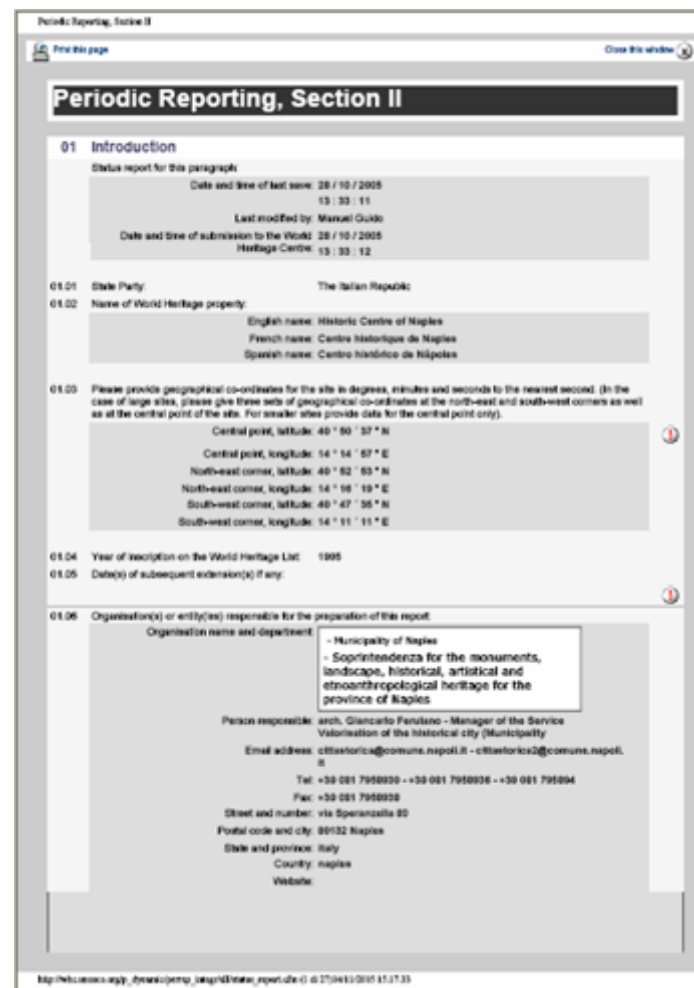 Periodic Reporting, Section II
Print this page
Close this window
Periodic Reporting, Section II
01 Introduction
Status report for this paragraph:
Date and time of last save: 28 / 10 / 2005
13 : 33 : 11
Last modified by: Manuel Guido
Date and time of submission to the World 28 / 10 / 2005
Heritage Centre: 13 : 33 : 12
01.01 State Party: The Italian Republic
01.02 Name of World Heritage property:
English name: Historic Centre of Naples
French name: Centre historique de Naples
Spanish name: Centro histórico de Nápoles
01.03 Please provide geographical co-ordinates for the site in degrees, minutes and seconds to the nearest second. (In the
case of large sites, please give three sets of geographical co-ordinates at the north-east and south-west corners as well
as at the central point of the site. For smaller sites provide data for the central point only).
Central point, latitude: 40 ° 50 ' 37 " N
Central point, longitude: 14 ° 14 ' 57 " E
North-east corner, latitude: 40 ° 52 ' 53 " N
North-east corner, longitude: 14 ° 16 ' 19 " E
South-west corner, latitude: 40 ° 47 ' 35 " N
South-west corner, longitude: 14 ° 11 ' 11 " E
01.04 Year of inscription on the World Heritage List: 1995
01.05 Date(s) of subsequent extension(s) if any:
01.06 Organisation(s) or entity(ies) responsible for the preparation of this report
Organisation name and department: - Municipality of Naples
- Soprintendenza for the monuments,
landscape, historical, artistical and
etnoanthropological heritage for the
province of Naples
Person responsible: arch. Giancarlo Ferulano - Manager of the Service
Valorisation of the historical city (Municipality
Email address: cittastorica@comune.napoli.it - cittastorica2@comune.napoli.
it
Tel: +39 081 7958930 - +39 081 7958936 - +39 081 795894
Fax: +39 081 7958938
Street and number: via Speranzella 80
Postal code and city: 80132 Naples
State and province: Italy
Country: naples
Website: